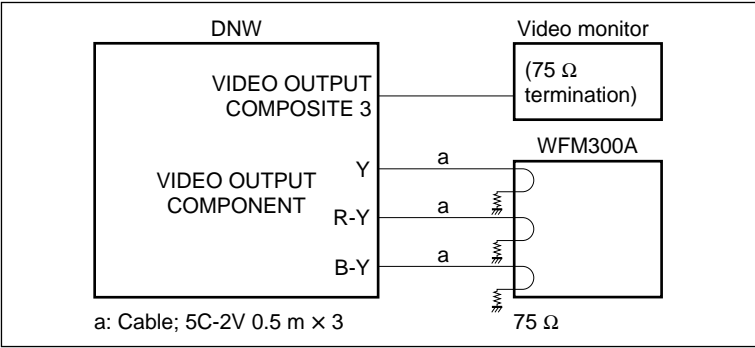 DNW
Video monitor
VIDEO OUTPUT
COMPOSITE 3
(75 Ω
termination)
WFM300A
VIDEO OUTPUT
COMPONENT
Y
a
R-Y
a
B-Y
a
a: Cable; 5C-2V 0.5 m × 3
75 Ω